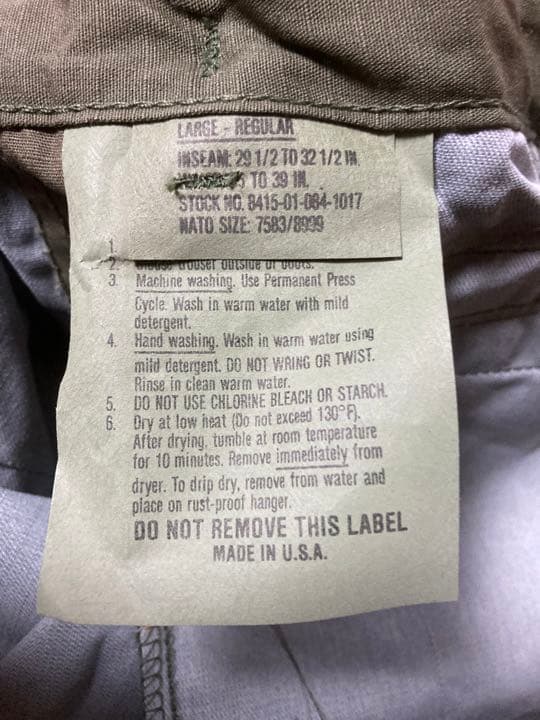 LARGE - REGULAR
INSEAM: 29 1/2 TO 32 1/2 IN.
TO 39 IN.
STOCK NO. 8415-01-084-1017
NATO SIZE: 7583/8999
1.
2. trouser outside of boots.
3. Machine washing. Use Permanent Press
Cycle. Wash in warm water with mild
detergent.
4. Hand washing. Wash in warm water using
mild detergent. DO NOT WRING OR TWIST.
Rinse in clean warm water.
5. DO NOT USE CHLORINE BLEACH OR STARCH.
6. Dry at low heat (Do not exceed 130°F).
After drying, tumble at room temperature
for 10 minutes. Remove immediately from
dryer. To drip dry, remove from water and
place on rust-proof hanger.
DO NOT REMOVE THIS LABEL
MADE IN U.S.A.